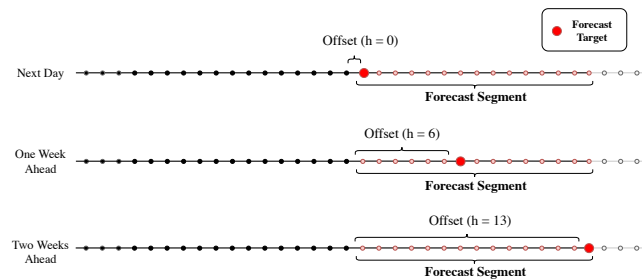 Forecast
Target
Offset (h = 0)
Next Day
Forecast Segment
Offset (h = 6)
One Week
Ahead
Forecast Segment
Offset (h = 13)
Two Weeks
Ahead
Forecast Segment